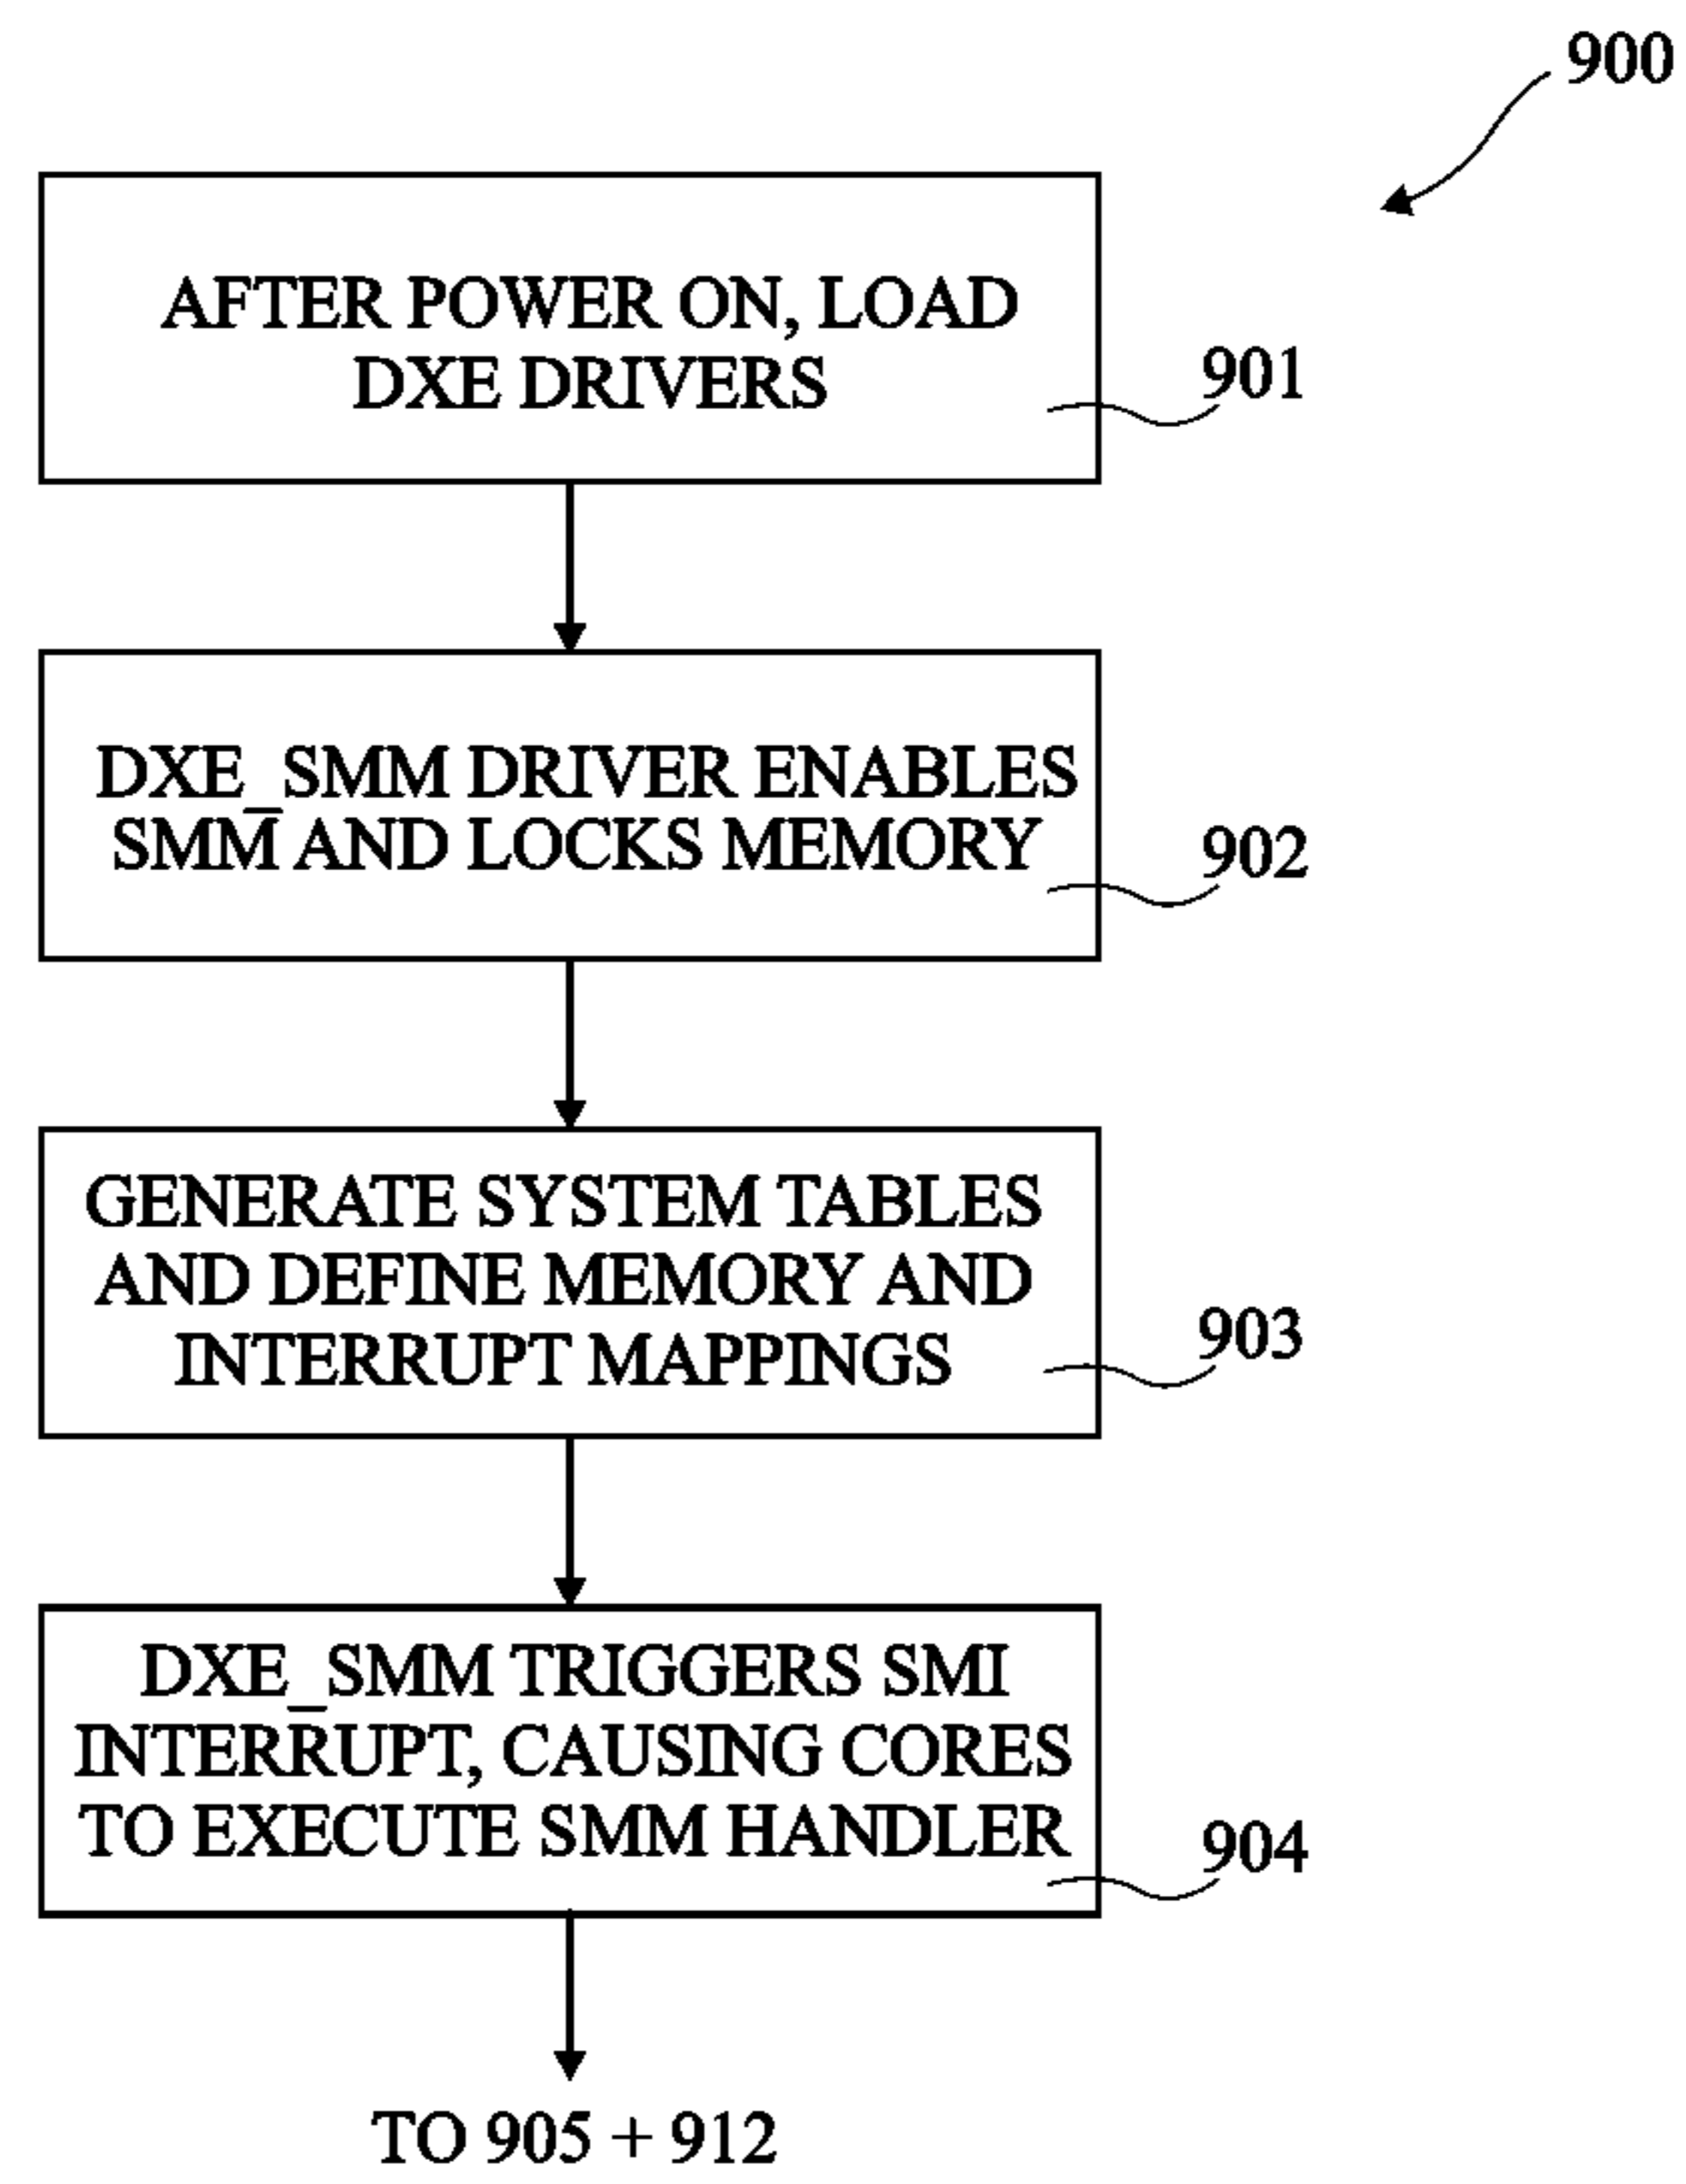 900
AFTER POWER ON, LOAD
DXE DRIVERS
901
DXE_SMM DRIVER ENABLES
SMM AND LOCKS MEMORY
902
GENERATE SYSTEM TABLES
AND DEFINE MEMORY AND
INTERRUPT MAPPINGS
903
DXE_SMM TRIGGERS SMI
INTERRUPT, CAUSING CORES
TO EXECUTE SMM HANDLER
904
TO 905 + 912